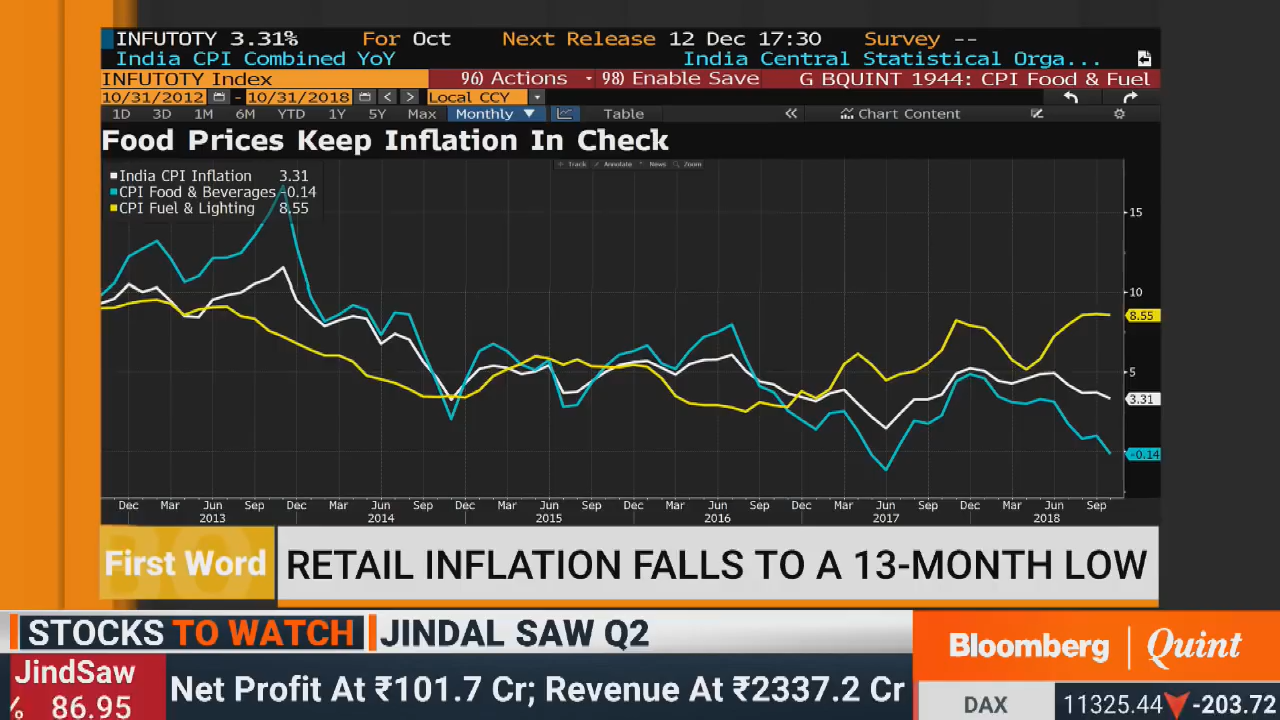 INFUTOTY 3.31% For Oct Next Release 12 Dec 17:30 Survey --
India CPI Combined YoY India Central Statistical Orga...
INFUTOTY Index 96) Actions 98) Enable Save G BQUINT 1944: CPI Food & Fuel
10/31/2012 - 10/31/2018 < > Local CCY
1D 3D 1M 6M YTD 1Y 5Y Max Monthly ▼ Table « Chart Content
Food Prices Keep Inflation In Check
Track Annotate News Zoom
India CPI Inflation 3.31
CPI Food & Beverages -0.14
CPI Fuel & Lighting 8.55
15
10
8.55
5
3.31
-0.14
Dec Mar Jun Sep Dec Mar Jun Sep Dec Mar Jun Sep Dec Mar Jun Sep Dec Mar Jun Sep Dec Mar Jun Sep
2013 2014 2015 2016 2017 2018
First Word
RETAIL INFLATION FALLS TO A 13-MONTH LOW
STOCKS TO WATCH JINDAL SAW Q2
JindSaw
86.95
Net Profit At ₹101.7 Cr; Revenue At ₹2337.2 Cr
Bloomberg | Quint
DAX 11325.44 -203.72